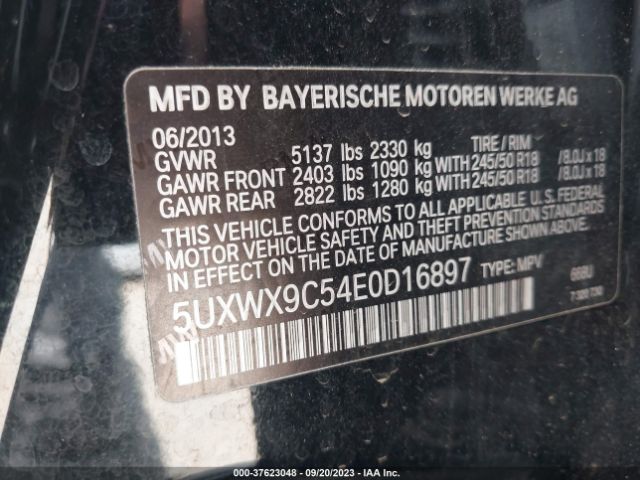 MFD BY BAYERISCHE MOTOREN WERKE AG
06/2013 TIRE / RIM
GVWR 5137 lbs 2330 kg
GAWR FRONT 2403 lbs 1090 kg WITH 245/50 R18 /8.0J x 18
GAWR REAR 2822 lbs 1280 kg WITH 245/50 R18 /8.0J x 18
THIS VEHICLE CONFORMS TO ALL APPLICABLE U. S. FEDERAL
MOTOR VEHICLE SAFETY AND THEFT PREVENTION STANDARDS
IN EFFECT ON THE DATE OF MANUFACTURE SHOWN ABOVE.
5UXWX9C54E0D16897 TYPE: MPV 668U
000-37623048 - 09/20/2023 - IAA Inc.